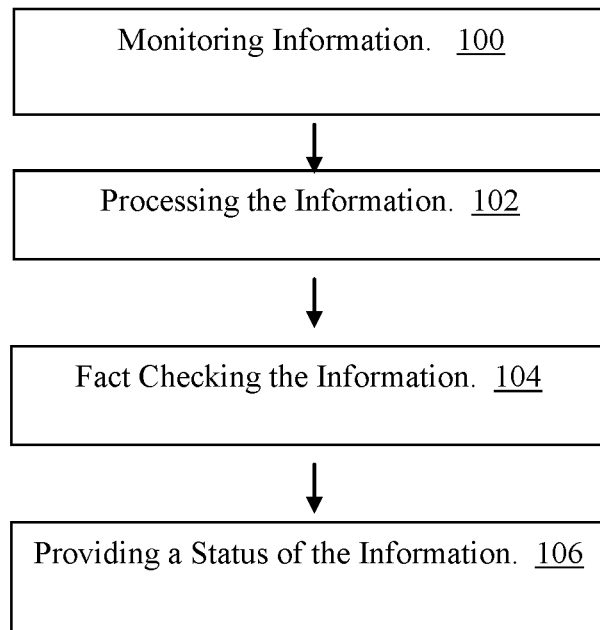 Monitoring Information. 100
Processing the Information. 102
Fact Checking the Information. 104
Providing a Status of the Information. 106